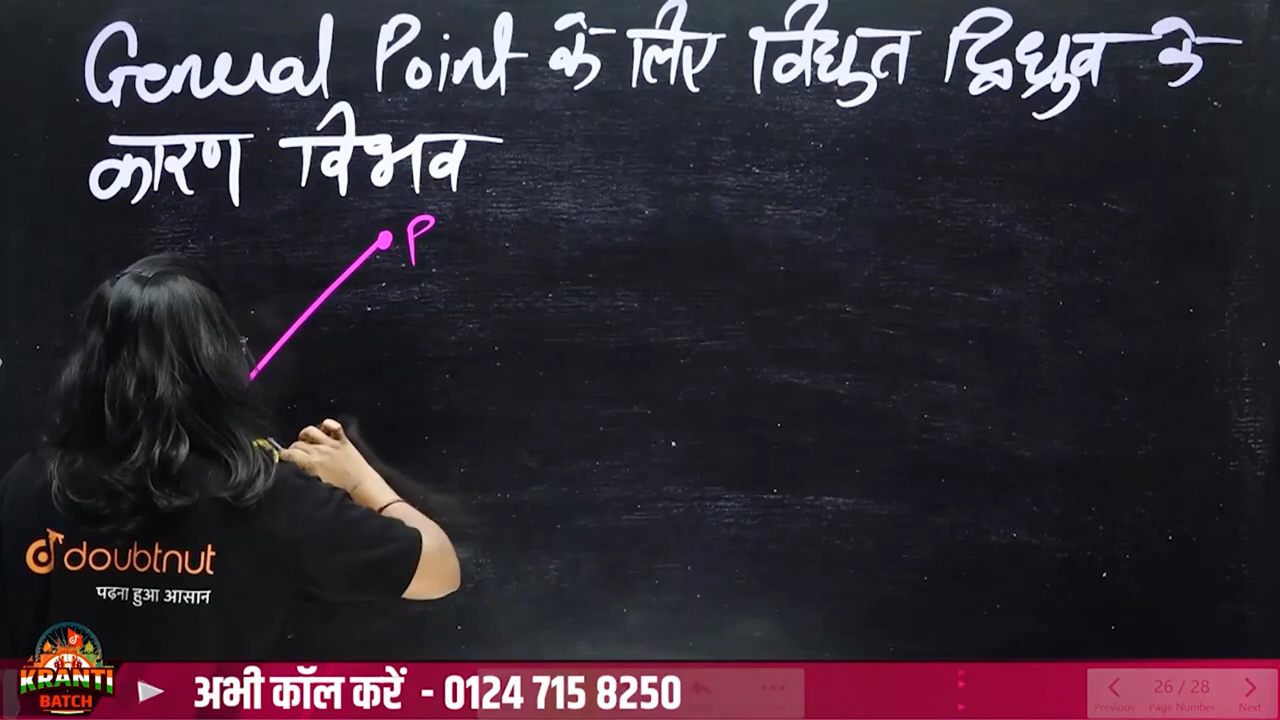 General Point के लिए विधुत द्विध्रुव के
कारण विभव
P
doubtnut
पढ़ना हुआ आसान
KRANTI
BATCH
अभी कॉल करें - 0124 715 8250
26 / 28
Previous Page Number Next